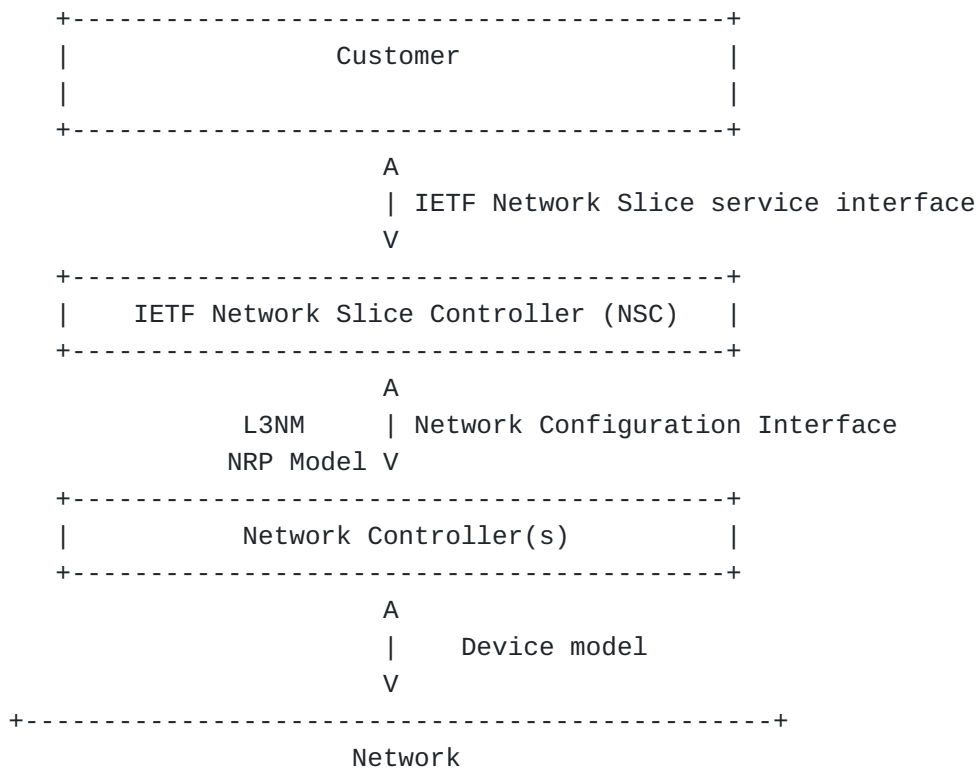 +------------------------------------------+
|                 Customer                 |
|                                          |
+------------------------------------------+
                    A
                    | IETF Network Slice service interface
                    V
+------------------------------------------+
|    IETF Network Slice Controller (NSC)   |
+------------------------------------------+
                    A
           L3NM     | Network Configuration Interface
          NRP Model V
+------------------------------------------+
|           Network Controller(s)          |
+------------------------------------------+
                    A
                    |    Device model
                    V
+------------------------------------------------+
                      Network